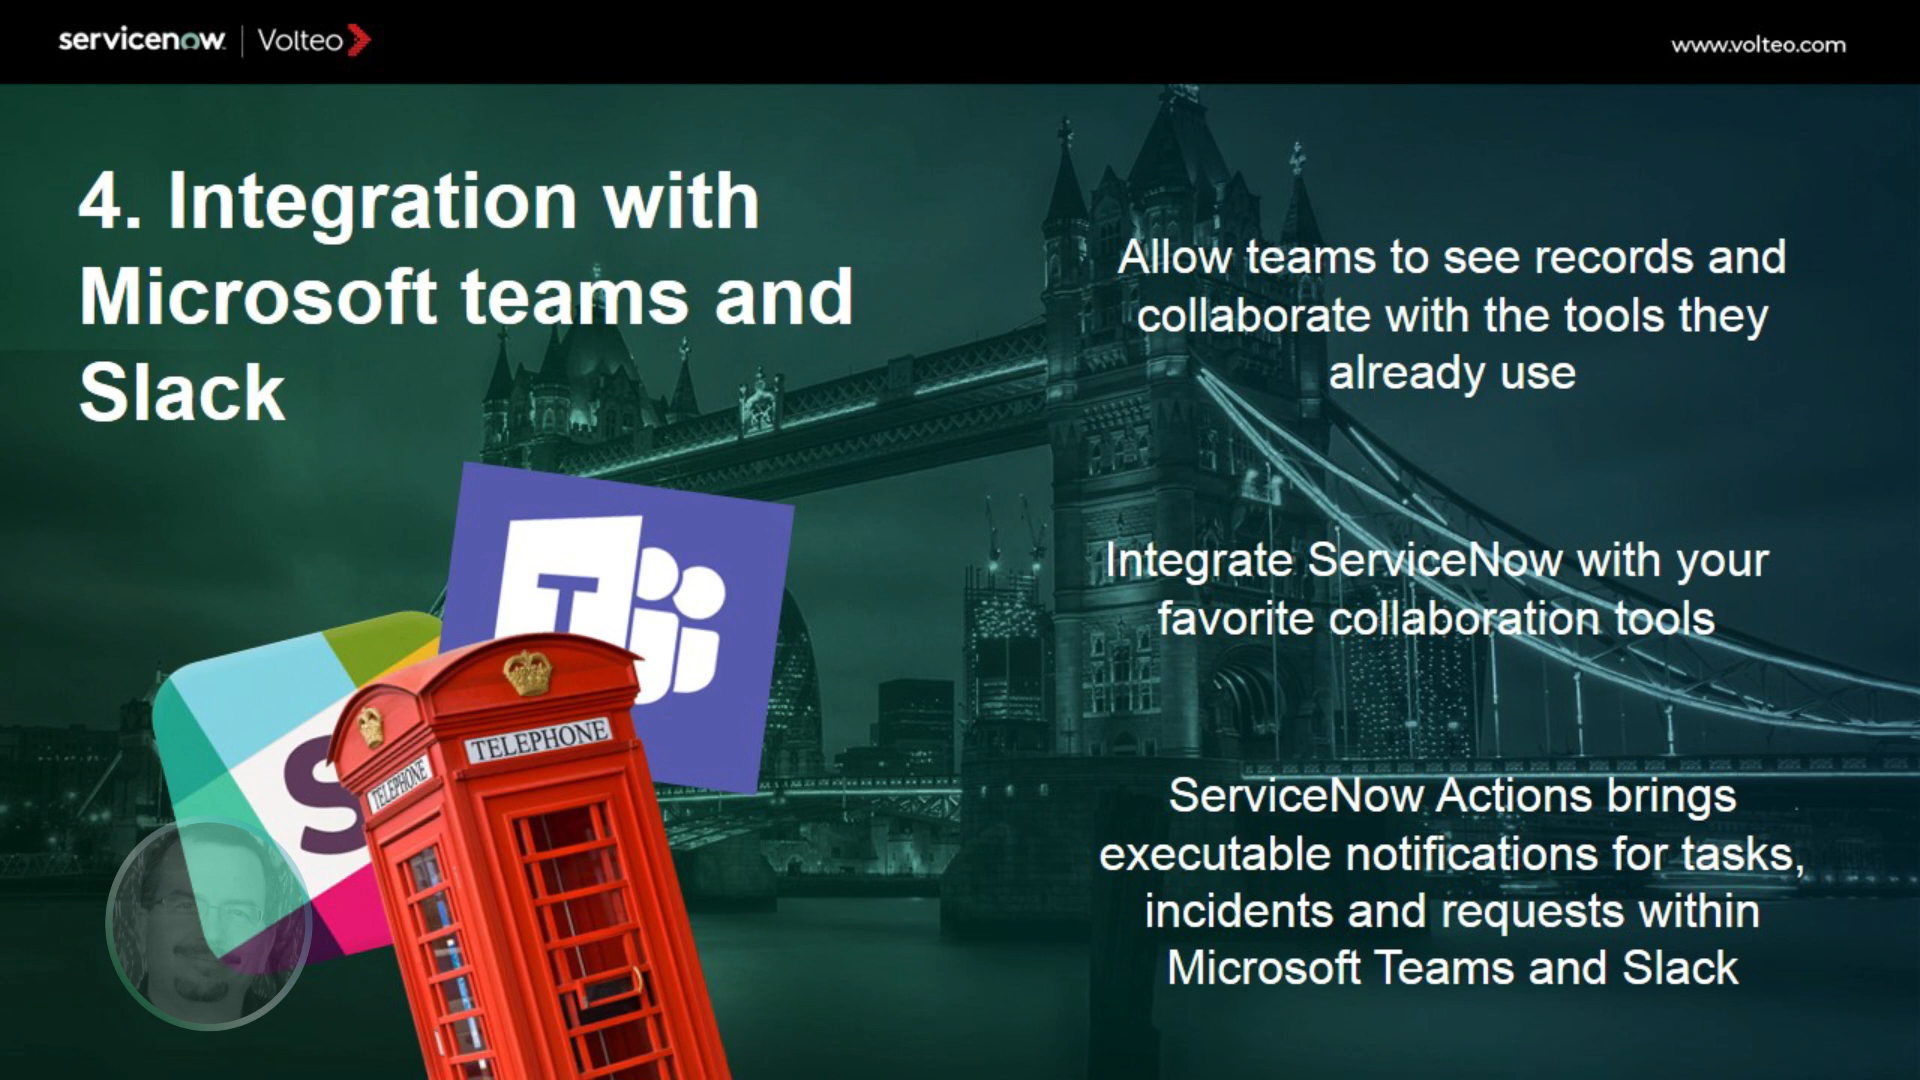 servicenow | Volteo
www.volteo.com
4. Integration with
Microsoft teams and
Slack
Allow teams to see records and
collaborate with the tools they
already use
Integrate ServiceNow with your
favorite collaboration tools
ServiceNow Actions brings
executable notifications for tasks,
incidents and requests within
Microsoft Teams and Slack
T
S
TELEPHONE
TELEPHONE